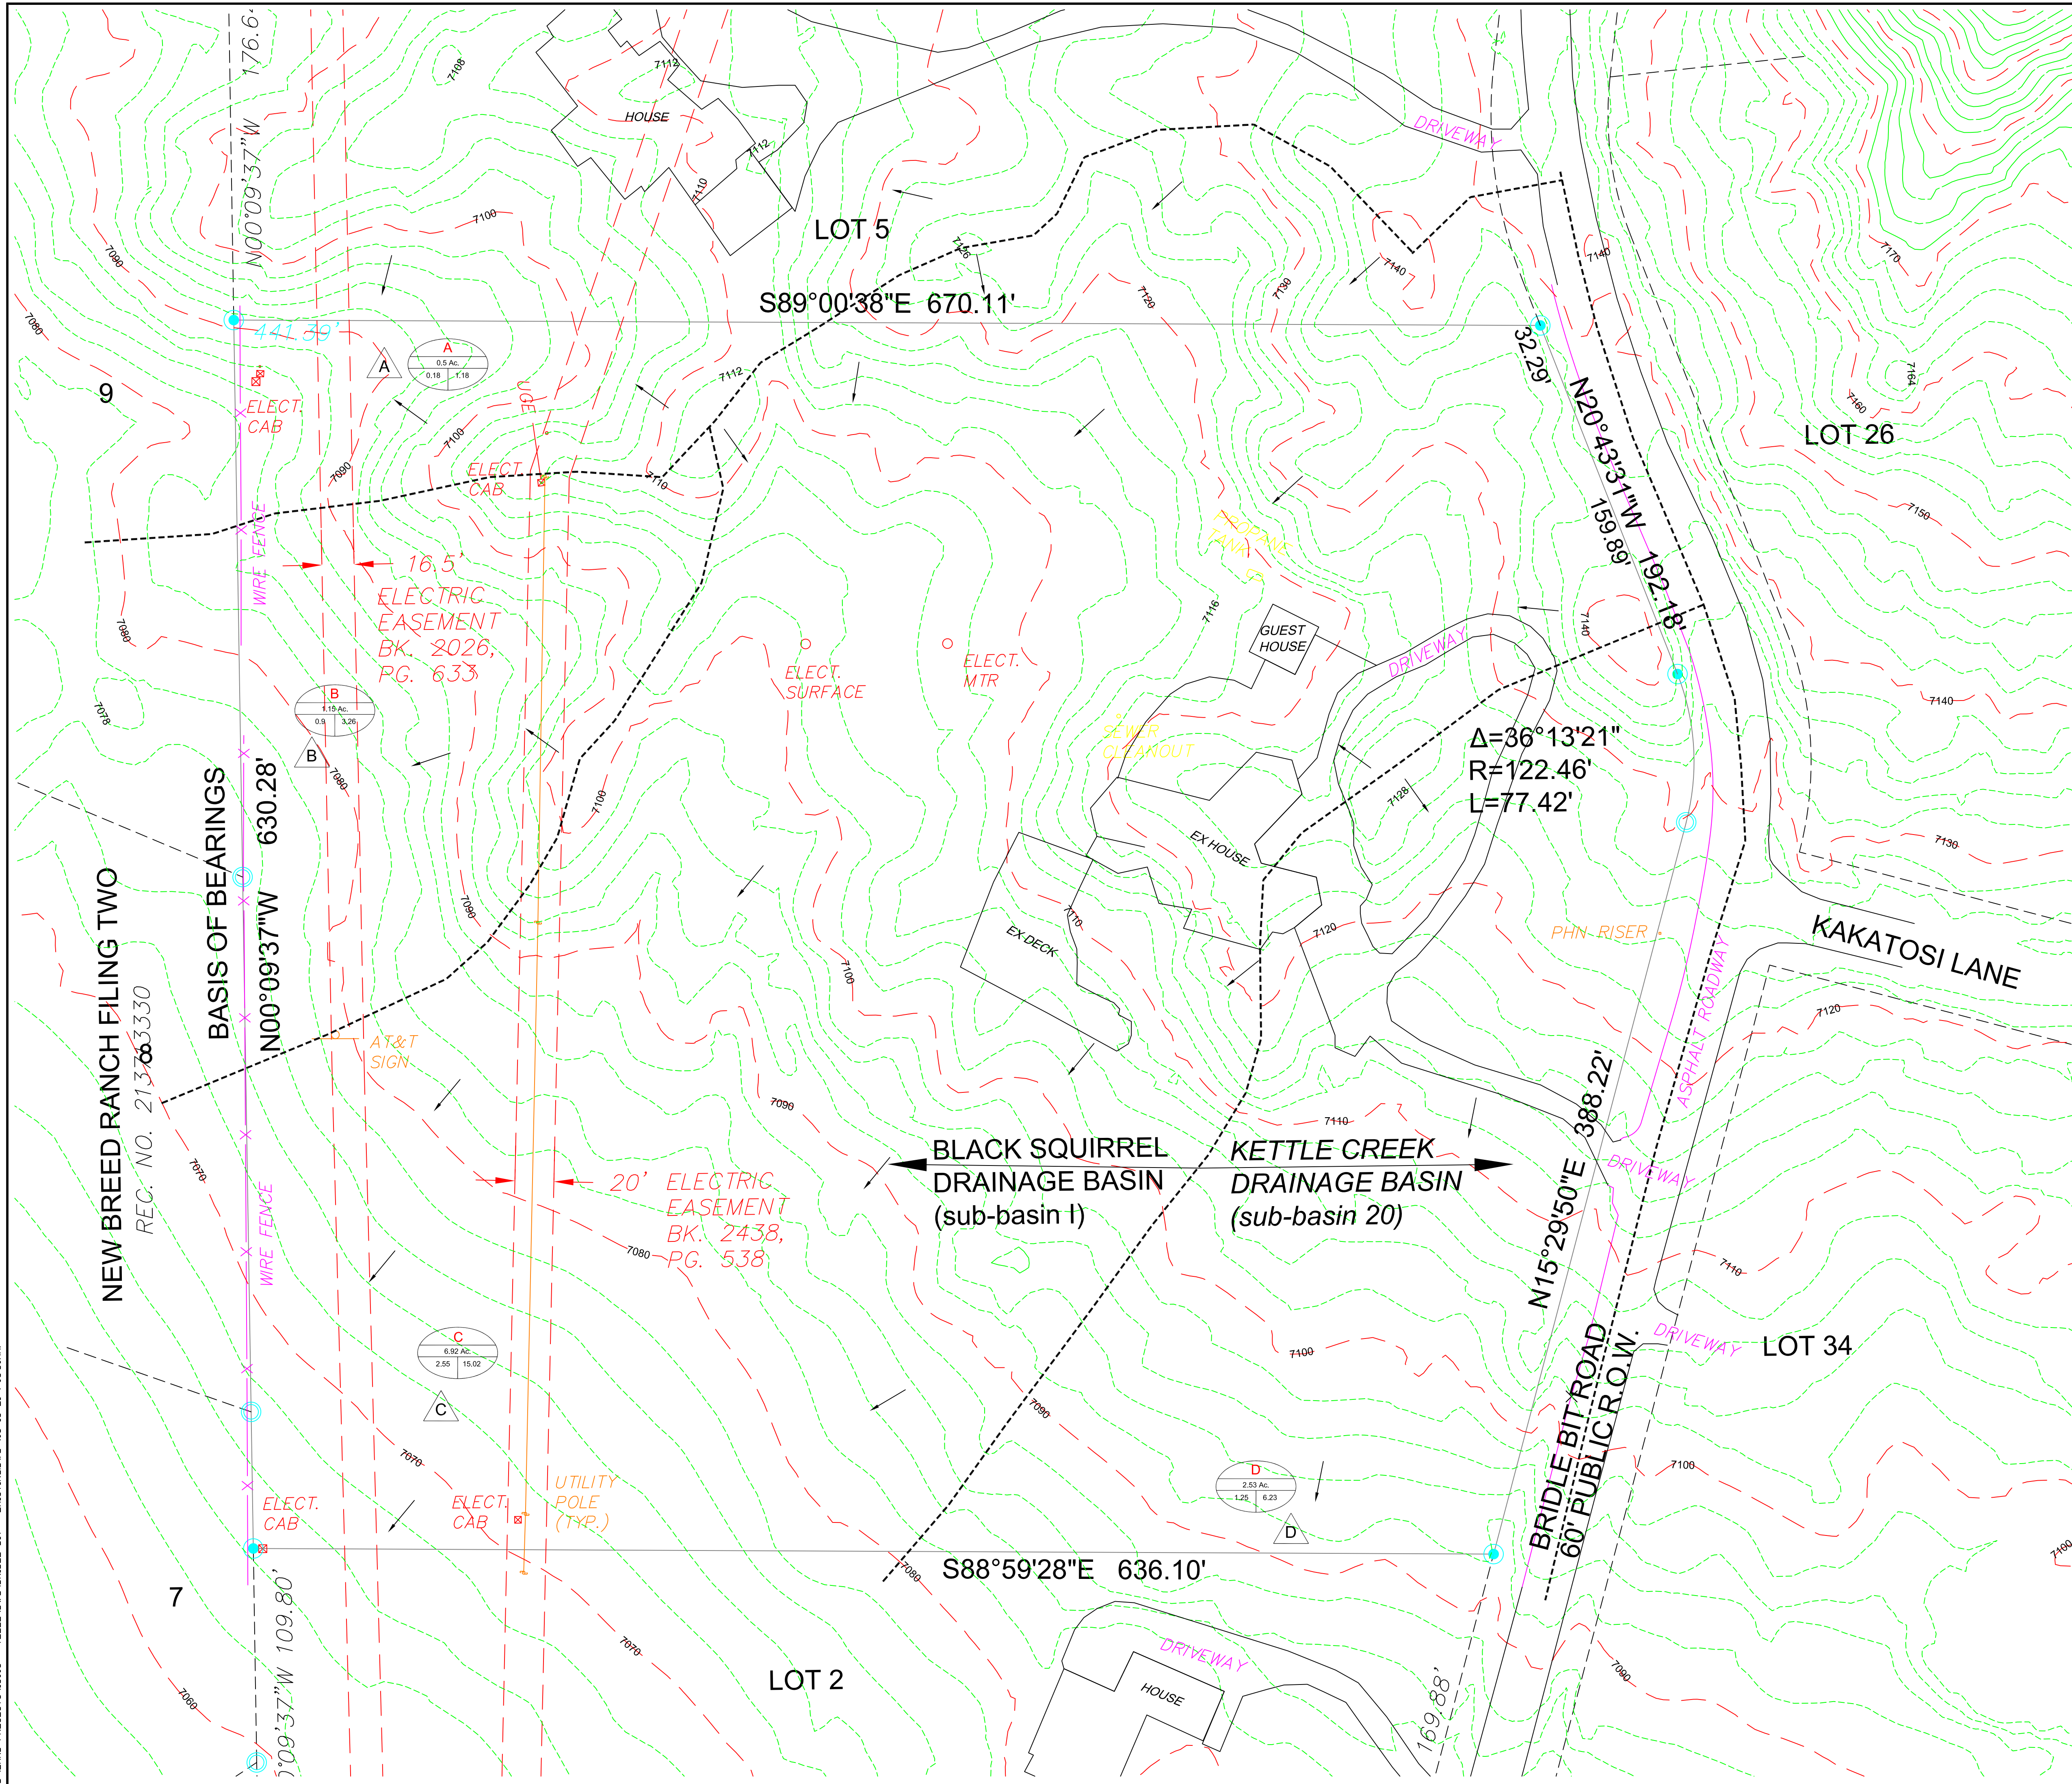 176.6
N00°09'37"W
7108
7112
HOUSE
7112
7110
DRIVEWAY
7100
LOT 5
7126
7090
7140
7140
7170
7130
7120
7080
S89°00'38"E 670.11'
441.39'
32.29'
A
A
0.5 Ac.
0.18
1.18
7112
7164
7160
9
ELECT.
CAB
UGE
7100
N20°43'31"W 192.18'
LOT 26
7090
ELECT.
CAB
7110
159.89'
7150
WIRE FENCE
PROPANE
TANK
16.5'
ELECTRIC
EASEMENT
BK. 2026,
PG. 633
7080
7116
7140
GUEST
HOUSE
DRIVEWAY
ELECT.
SURFACE
ELECT.
MTR
7078
B
1.15 Ac.
0.9
3.26
B
7140
SEWER
CLEANOUT
Δ=36°13'21"
R=122.46'
L=77.42'
7080
7100
7128
BASIS OF BEARINGS
N00°09'37"W 630.28'
EX HOUSE
7130
NEW BREED RANCH FILING TWO
REC. NO. 213713330
8
7090
7110
7120
EX DECK
PHN RISER
KAKATOSI LANE
7100
ASPHALT ROADWAY
7120
AT&T
SIGN
7090
7110
388.22'
N15°29'50"E
BLACK SQUIRREL
DRAINAGE BASIN
(sub-basin I)
KETTLE CREEK
DRAINAGE BASIN
(sub-basin 20)
DRIVEWAY
7070
20'
ELECTRIC
EASEMENT
BK. 2438,
PG. 538
WIRE FENCE
7080
7110
C
6.92 Ac.
2.55
15.02
C
7100
DRIVEWAY
LOT 34
7090
BRIDLE BIT ROAD
60' PUBLIC R.O.W.
7070
D
2.53 Ac.
1.25
6.23
D
7100
UTILITY
POLE
(TYP.)
ELECT.
CAB
ELECT.
CAB
7100
7080
S88°59'28"E 636.10'
7
0°09'37"W 109.80'
7070
DRIVEWAY
7090
LOT 2
HOUSE
7060
169.88'